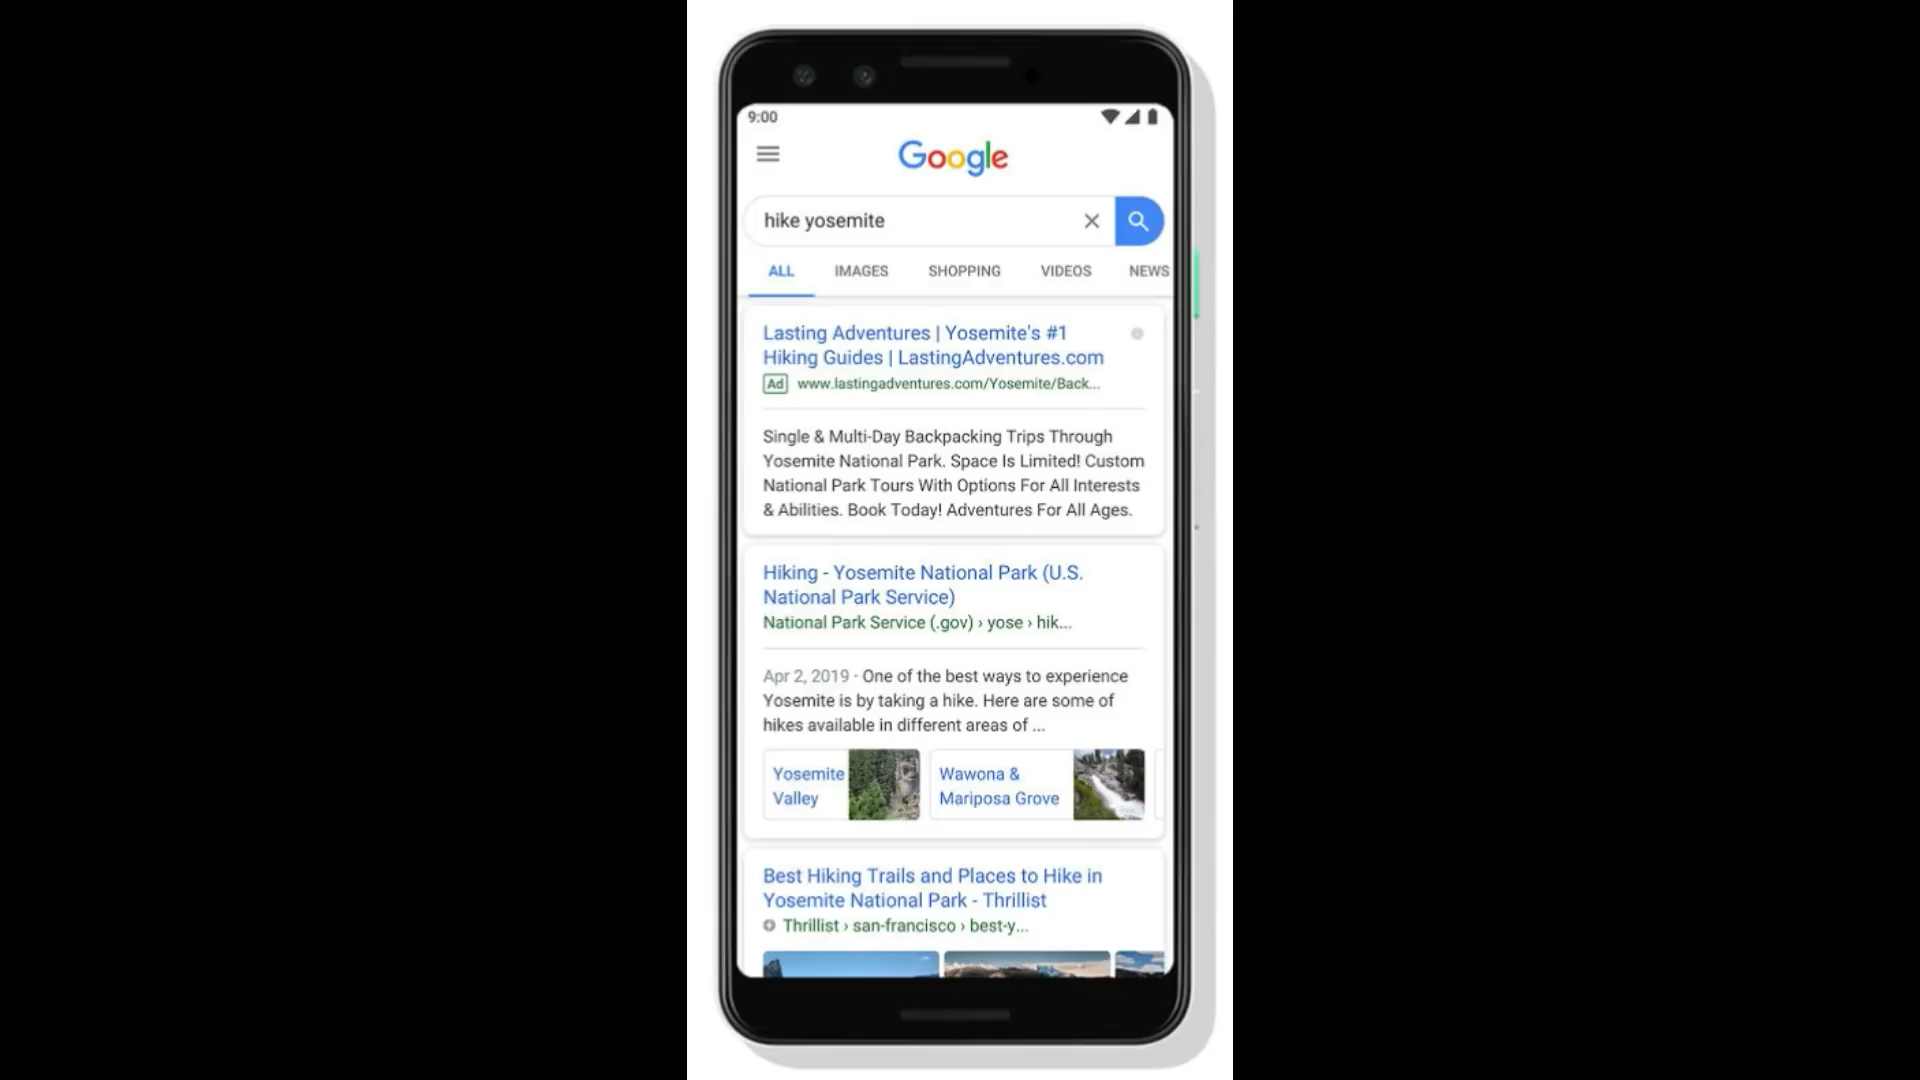 9:00
Google
hike yosemite
ALL IMAGES SHOPPING VIDEOS NEWS
Lasting Adventures | Yosemite's #1
Hiking Guides | LastingAdventures.com
Ad www.lastingadventures.com/Yosemite/Back...
Single & Multi-Day Backpacking Trips Through
Yosemite National Park. Space Is Limited! Custom
National Park Tours With Options For All Interests
& Abilities. Book Today! Adventures For All Ages.
Hiking - Yosemite National Park (U.S.
National Park Service)
National Park Service (.gov) › yose › hik...
Apr 2, 2019 · One of the best ways to experience
Yosemite is by taking a hike. Here are some of
hikes available in different areas of ...
Yosemite
Valley
Wawona &
Mariposa Grove
Best Hiking Trails and Places to Hike in
Yosemite National Park - Thrillist
Thrillist › san-francisco › best-y...